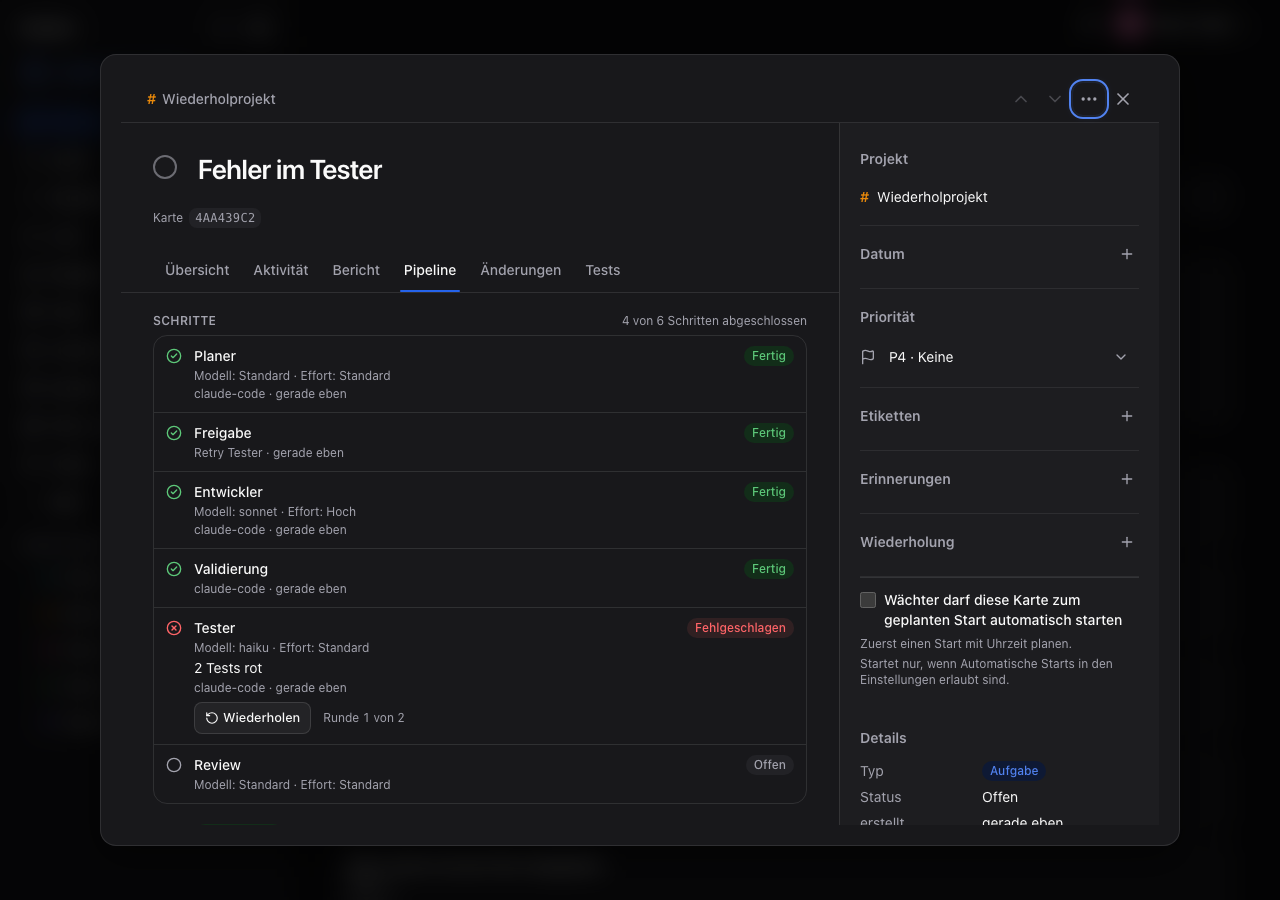 # Wiederholprojekt
Fehler im Tester
Karte 4AA439C2
Übersicht Aktivität Bericht Pipeline Änderungen Tests
SCHRITTE 4 von 6 Schritten abgeschlossen
Planer Fertig
Modell: Standard · Effort: Standard
claude-code · gerade eben
Freigabe Fertig
Retry Tester · gerade eben
Entwickler Fertig
Modell: sonnet · Effort: Hoch
claude-code · gerade eben
Validierung Fertig
claude-code · gerade eben
Tester Fehlgeschlagen
Modell: haiku · Effort: Standard
2 Tests rot
claude-code · gerade eben
Wiederholen Runde 1 von 2
Review Offen
Modell: Standard · Effort: Standard
Projekt
# Wiederholprojekt
Datum
Priorität
P4 · Keine
Etiketten
Erinnerungen
Wiederholung
Wächter darf diese Karte zum
geplanten Start automatisch starten
Zuerst einen Start mit Uhrzeit planen.
Startet nur, wenn Automatische Starts in den
Einstellungen erlaubt sind.
Details
Typ Aufgabe
Status Offen
erstellt gerade eben